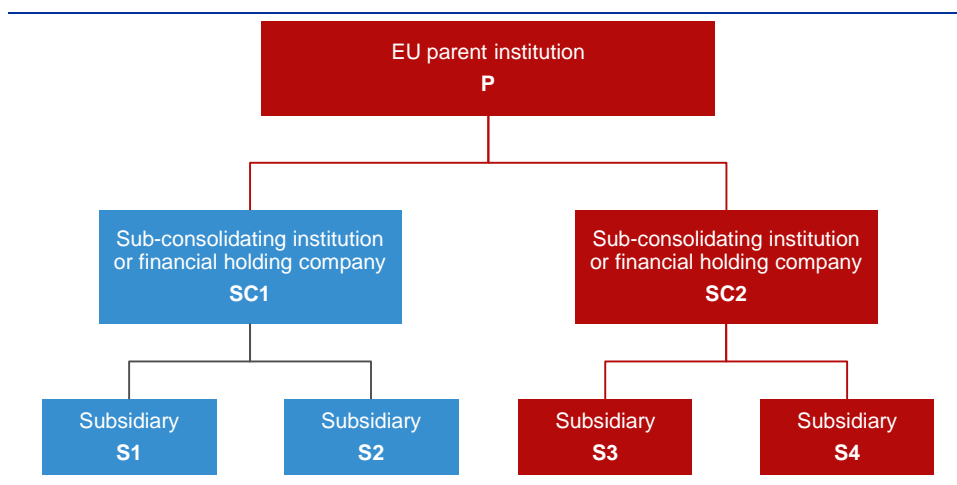 EU parent institution
P
Sub-consolidating institution
or financial holding company
SC1
Sub-consolidating institution
or financial holding company
SC2
Subsidiary
S1
Subsidiary
S2
Subsidiary
S3
Subsidiary
S4